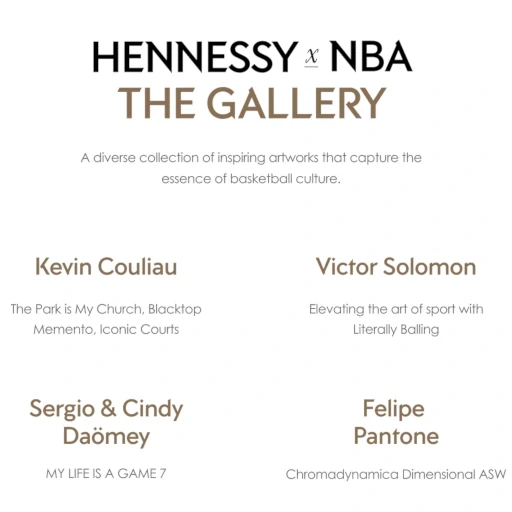 HENNESSY x NBA
THE GALLERY
A diverse collection of inspiring artworks that capture the
essence of basketball culture.
Kevin Couliau
The Park is My Church, Blacktop
Memento, Iconic Courts
Victor Solomon
Elevating the art of sport with
Literally Balling
Sergio & Cindy
Daömey
MY LIFE IS A GAME 7
Felipe
Pantone
Chromadynamica Dimensional ASW